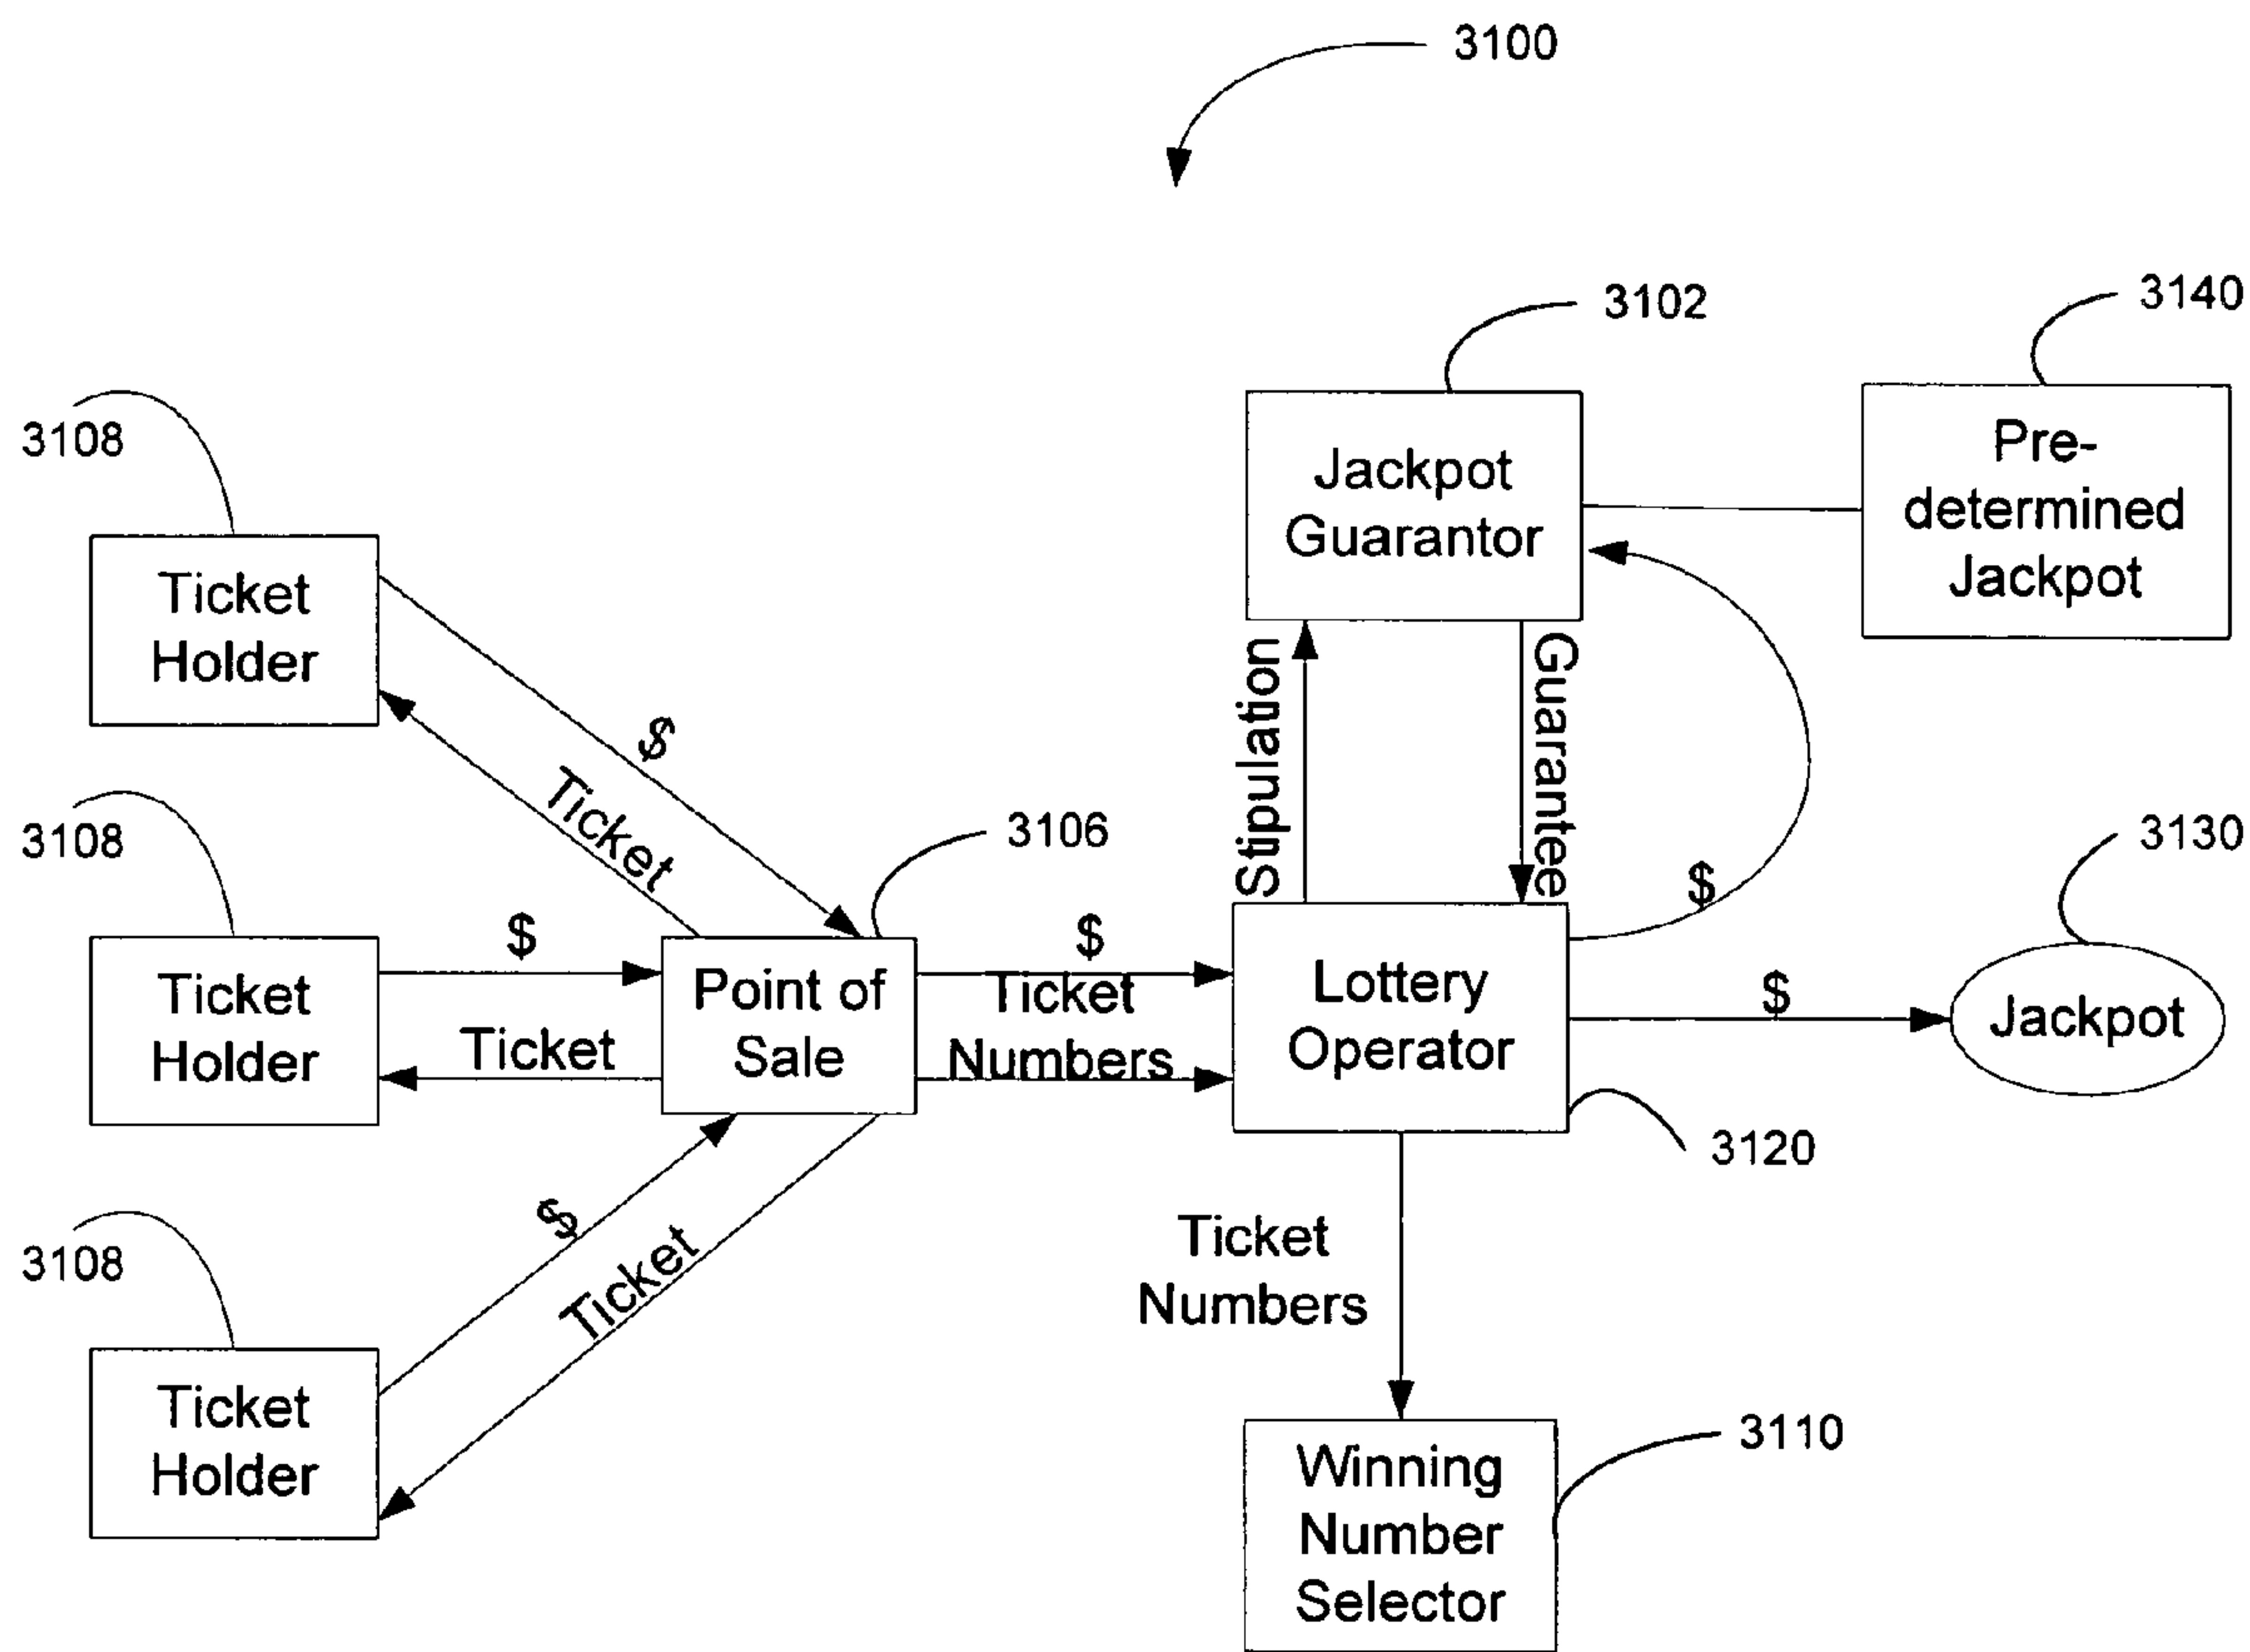 3100
3102
3140
Jackpot
Guarantor
Pre-
determined
Jackpot
3108
Ticket
Holder
$
Ticket
Stipulation
Guarantee
$
3108
3106
3130
Ticket
Holder
$
Ticket
Point of
Sale
$
Ticket
Numbers
Lottery
Operator
$
Jackpot
3120
3108
$
Ticket
Ticket
Numbers
Ticket
Holder
3110
Winning
Number
Selector